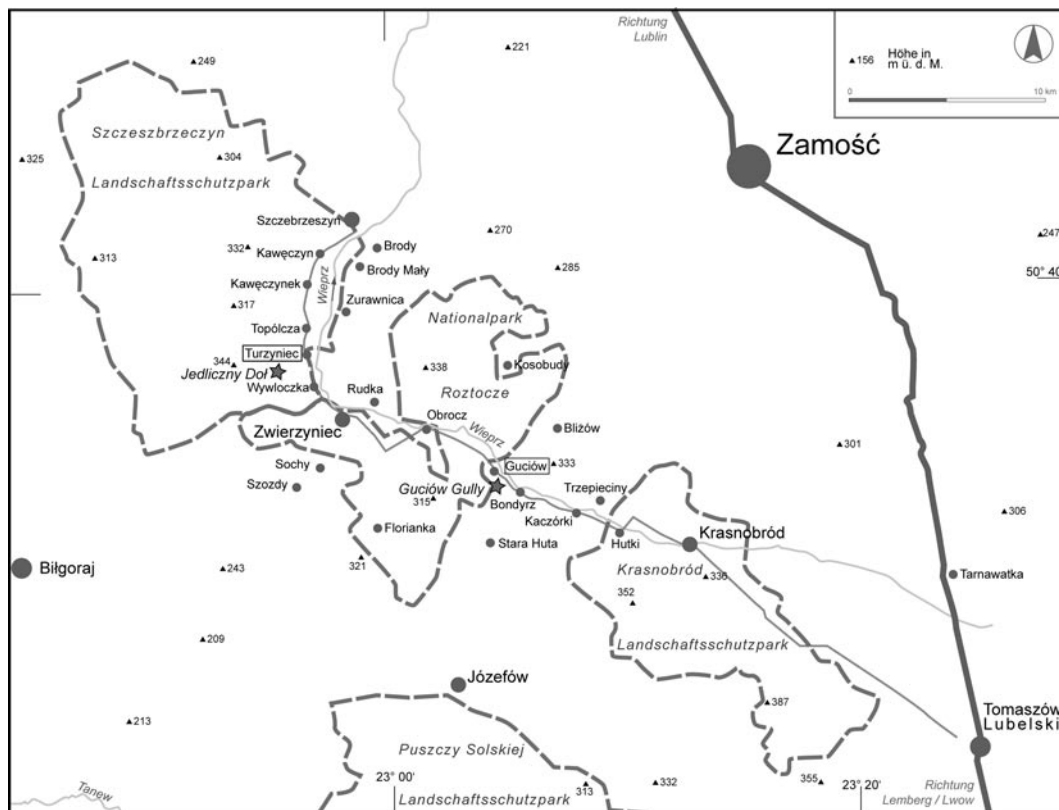 Richtung
Lublin
▲156 Höhe in
m ü. d. M.
0 10 km
▲249
▲221
Szczeszbrzeczyn
▲325
▲304
Landschaftsschutzpark
Zamość
Szczebrzeszyn
▲270
▲247
332▲
Kawęczyn
Brody
▲313
Brody Mały
▲285
50° 40'
Kawęczynek
Wieprz
Zurawnica
▲317
Nationalpark
Topólcza
Turzyniec
344▲
Jedliczny Doł
▲338
Kosobudy
Wywloczka
Rudka
Roztocze
Obrocz
Zwierzyniec
Wieprz
Bliżów
▲301
Sochy
Guciów
▲333
Szozdy
Guciów Gully
315▲
Bondyrz
Trzepieciny
▲306
Kaczórki
Florianka
Stara Huta
Hutki
Krasnobród
Biłgoraj
▲243
321▲
Krasnobród
▲336
Tarnawatka
352▲
▲209
Landschaftsschutzpark
Józefów
▲387
▲213
Tomaszów
Lubelski
Puszczy Solskiej
23° 00'
▲332
355▲
23° 20'
Tanew
Landschaftsschutzpark
▲313
Richtung
Lemberg / Lwow